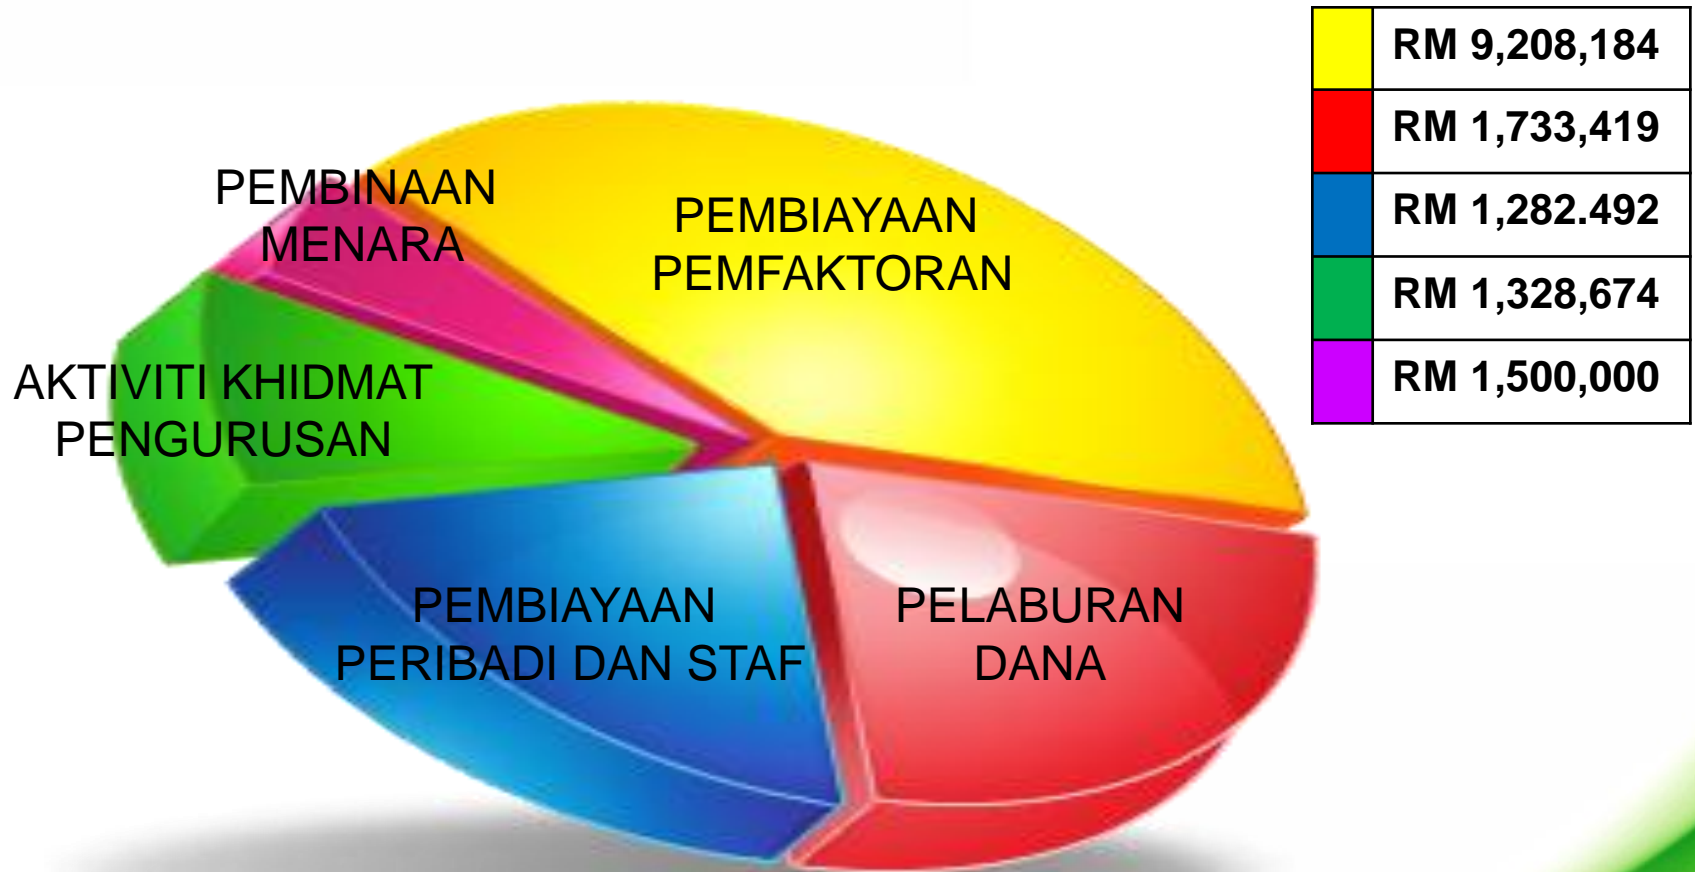 PEMBINAAN
MENARA
PEMBIAYAAN
PEMFAKTORAN
AKTIVITI KHIDMAT
PENGURUSAN
PEMBIAYAAN
PERIBADI DAN STAF
PELABURAN
DANA
RM 9,208,184
RM 1,733,419
RM 1,282.492
RM 1,328,674
RM 1,500,000